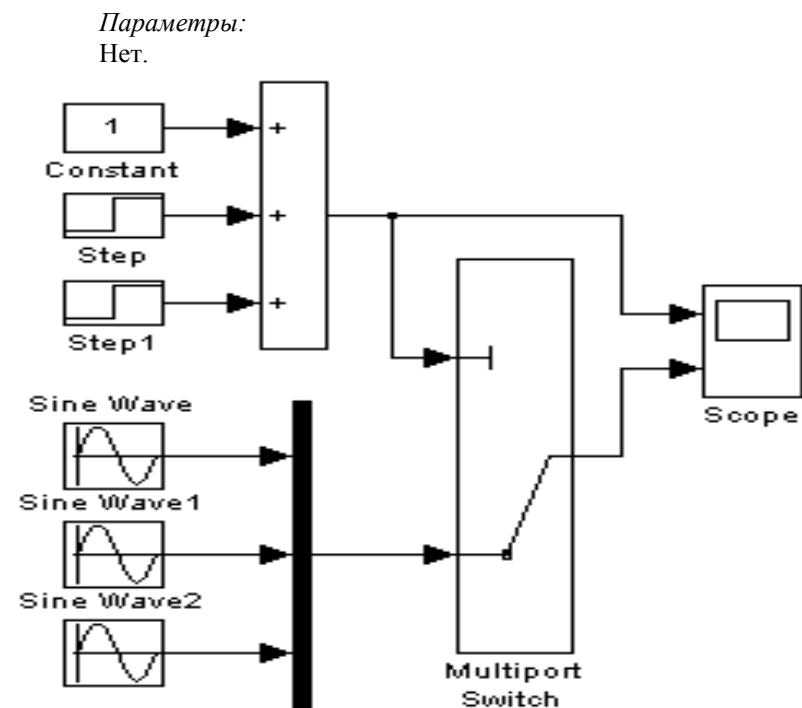 Параметры:
Нет.
1
+
Constant
+
Step
+
Step1
Scope
Sine Wave
Sine Wave1
Sine Wave2
Multiport
Switch